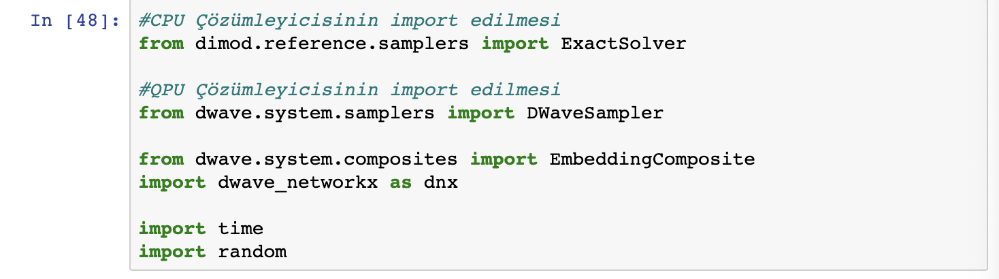 In [48]:
#CPU Çözümleyicisinin import edilmesi
from dimod.reference.samplers import ExactSolver
#QPU Çözümleyicisinin import edilmesi
from dwave.system.samplers import DWaveSampler
from dwave.system.composites import EmbeddingComposite
import dwave_networkx as dnx
import time
import random